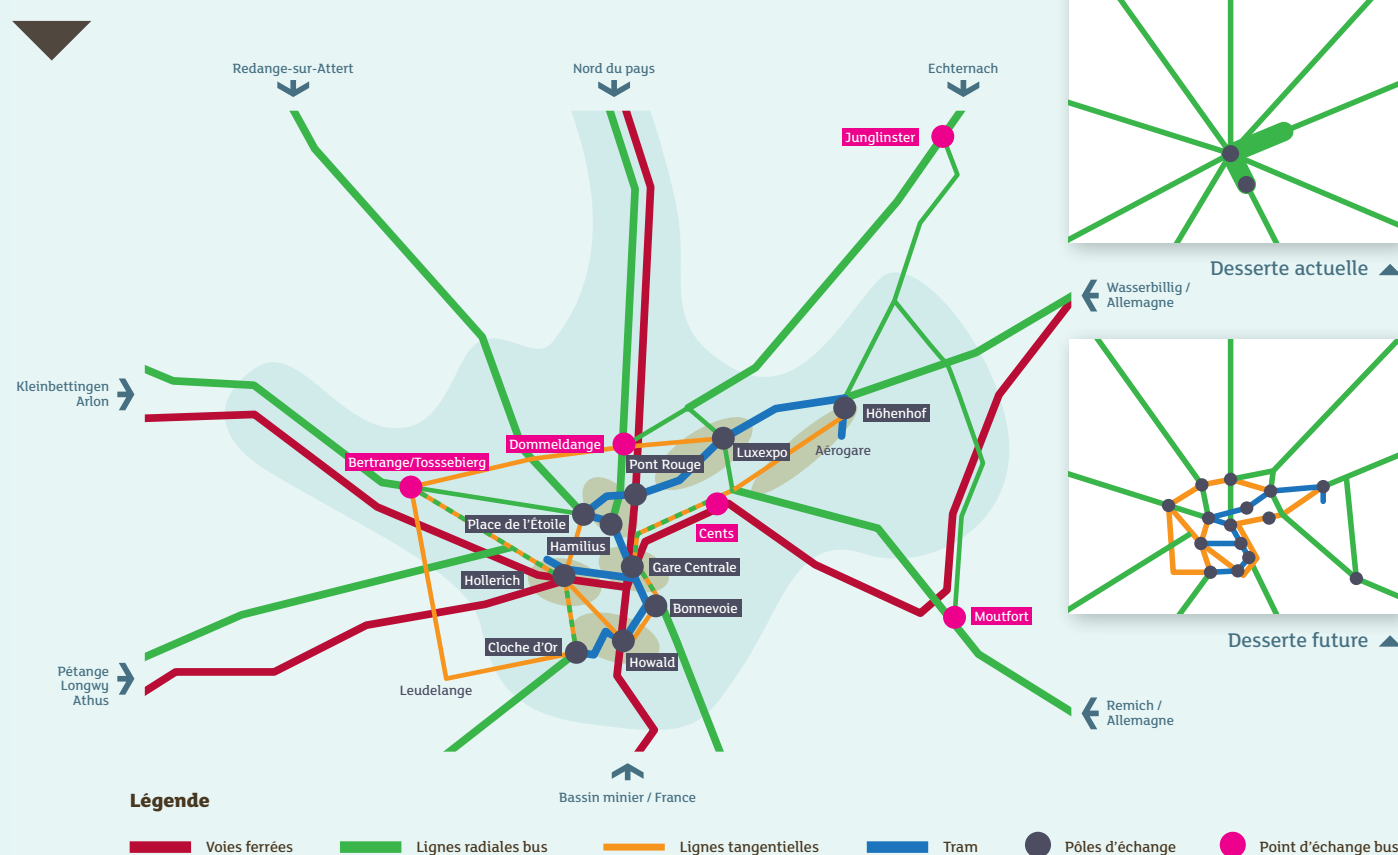 Redange-sur-Attert
Nord du pays
Echternach
Junglinster
Desserte actuelle
Wasserbillig /
Allemagne
Kleinbettingen
Arlon
Höhenhof
Dommeldange
Luxexpo
Aérogare
Bertrange/Tosssebierg
Pont Rouge
Place de l'Étoile
Cents
Hamilius
Gare Centrale
Hollerich
Bonnevoie
Moutfort
Cloche d'Or
Howald
Desserte future
Pétange
Longwy
Athus
Leudelange
Remich /
Allemagne
Bassin minier / France
Légende
Voies ferrées
Lignes radiales bus
Lignes tangentielles
Tram
Pôles d'échange
Point d'échange bus